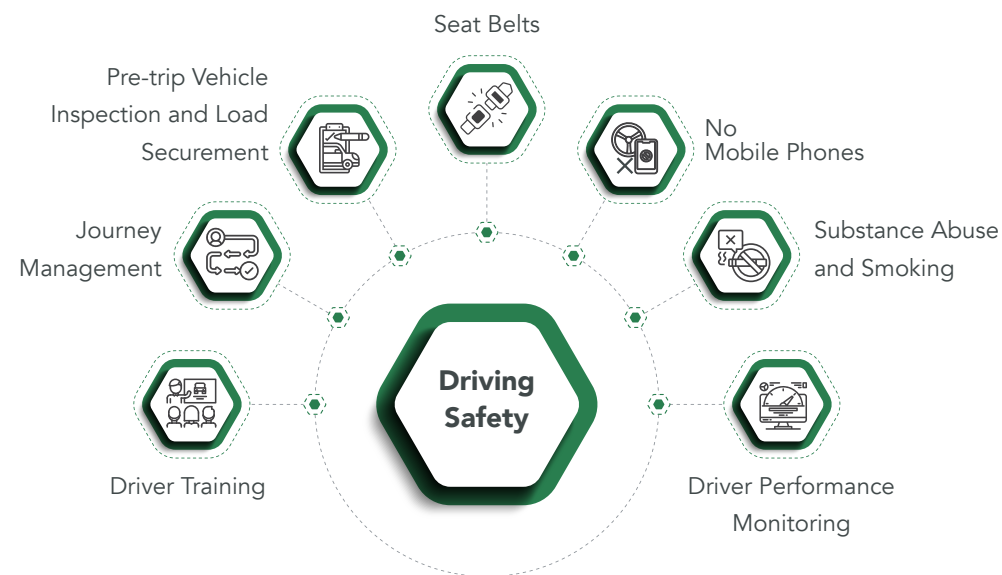 Seat Belts
Pre-trip Vehicle
Inspection and Load
Securement
No
Mobile Phones
Journey
Management
Substance Abuse
and Smoking
Driving
Safety
Driver Training
Driver Performance
Monitoring